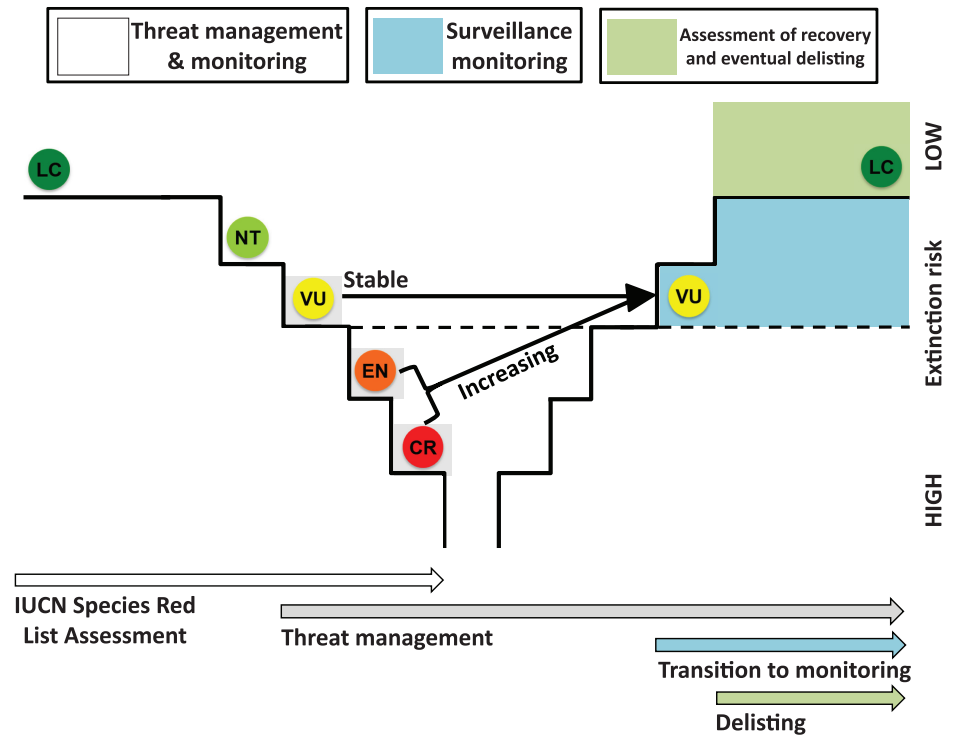 Threat management
& monitoring
Surveillance
monitoring
Assessment of recovery
and eventual delisting
LC
NT
VU
Stable
EN
Increasing
CR
VU
LC
LOW
Extinction risk
HIGH
IUCN Species Red
List Assessment
Threat management
Transition to monitoring
Delisting